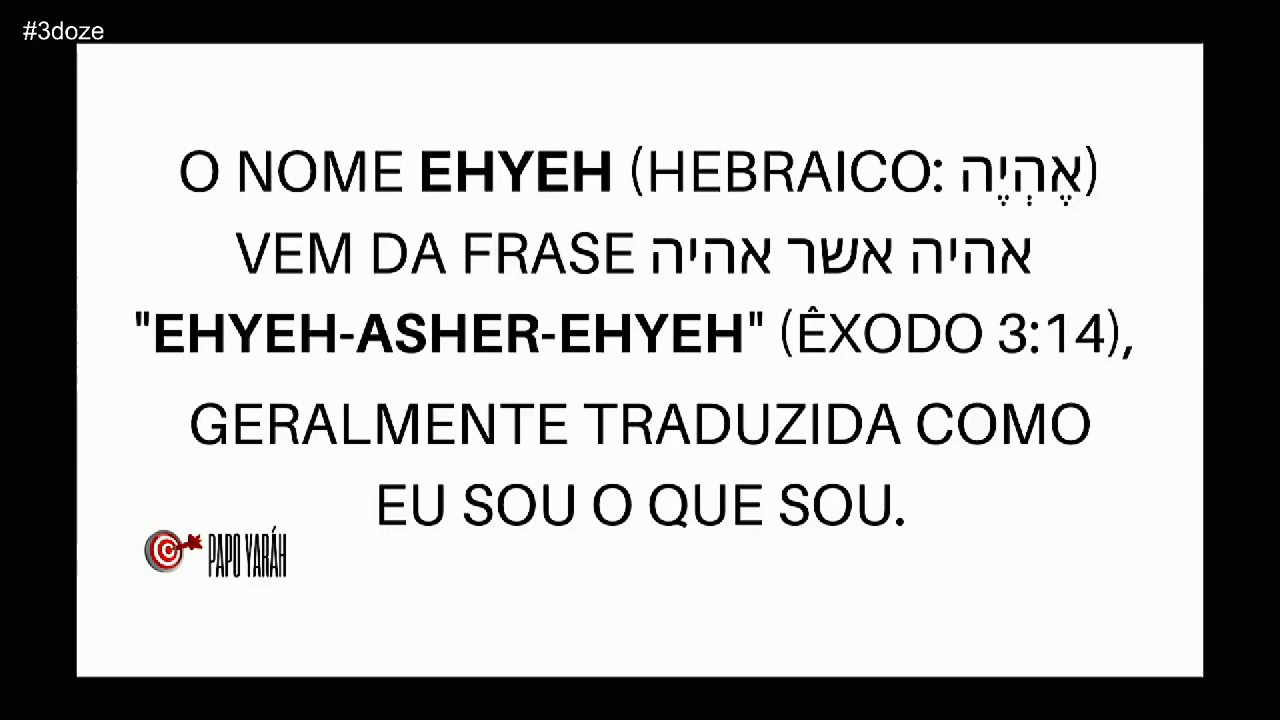 #3doze
O NOME EHYEH (HEBRAICO: אֶהְיֶה)
VEM DA FRASE אהיה אשר אהיה
"EHYEH-ASHER-EHYEH" (ÊXODO 3:14),
GERALMENTE TRADUZIDA COMO
EU SOU O QUE SOU.
PAPO YARÁH